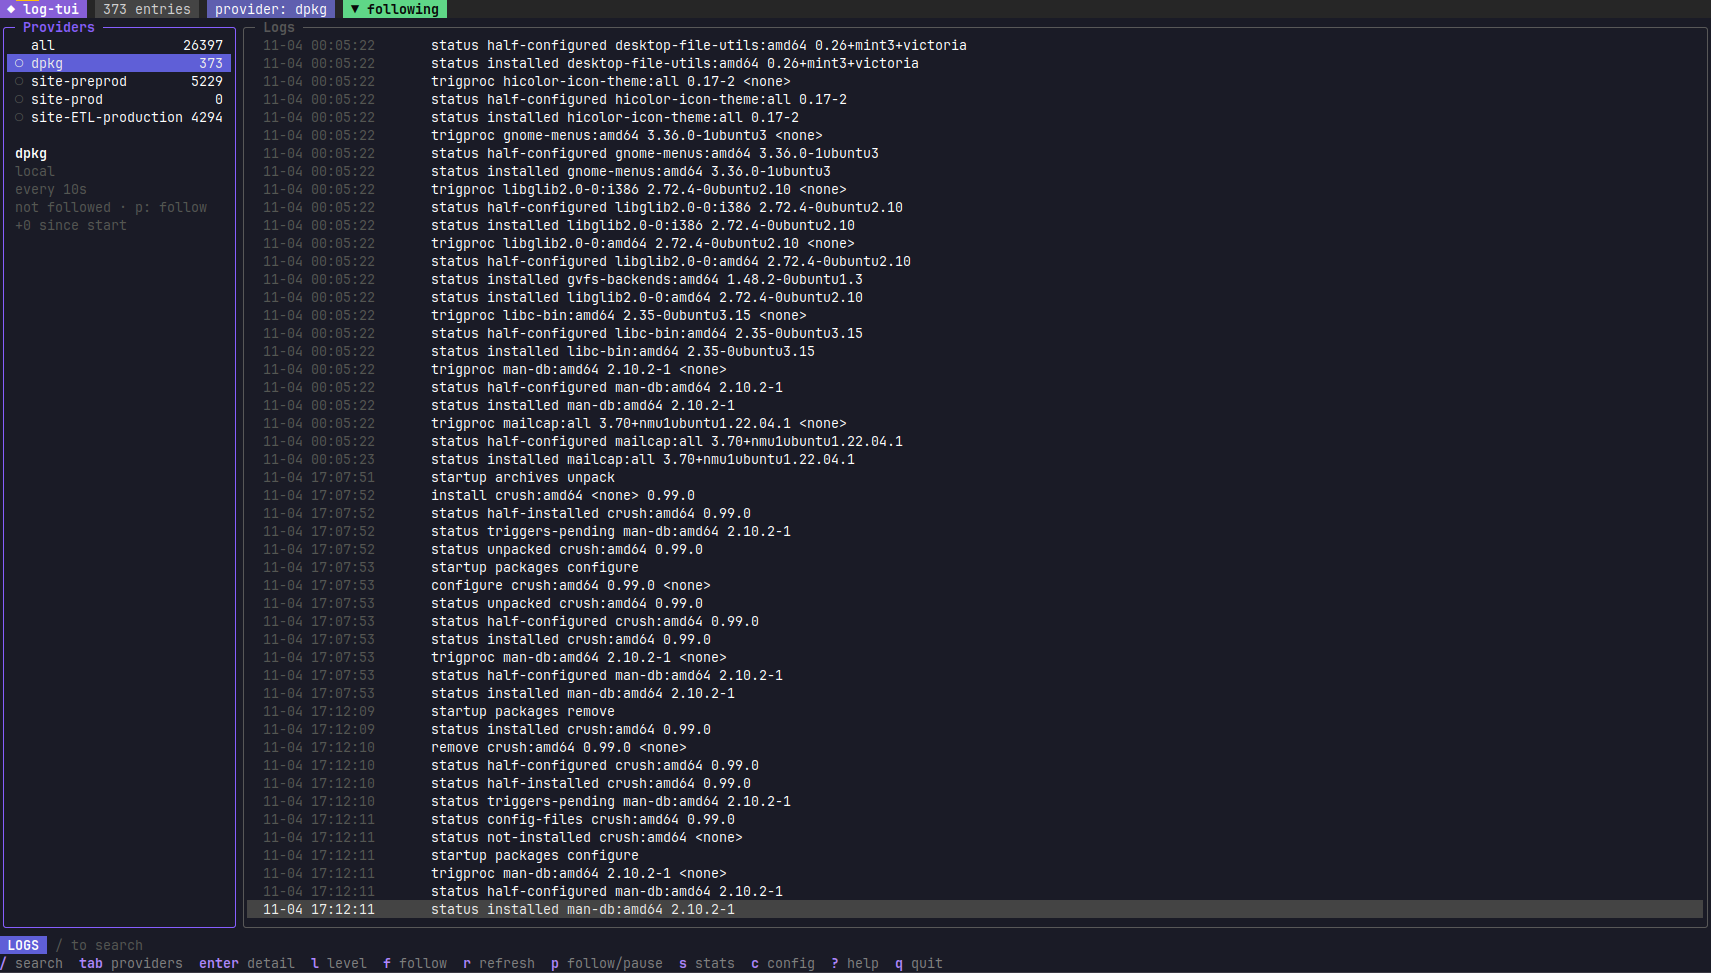 ◆ log-tui 373 entries provider: dpkg ▼ following
Providers
all 26397
○ dpkg 373
○ site-preprod 5229
○ site-prod 0
○ site-ETL-production 4294
dpkg
local
every 10s
not followed · p: follow
+0 since start
Logs
11-04 00:05:22 status half-configured desktop-file-utils:amd64 0.26+mint3+victoria
11-04 00:05:22 status installed desktop-file-utils:amd64 0.26+mint3+victoria
11-04 00:05:22 trigproc hicolor-icon-theme:all 0.17-2 <none>
11-04 00:05:22 status half-configured hicolor-icon-theme:all 0.17-2
11-04 00:05:22 status installed hicolor-icon-theme:all 0.17-2
11-04 00:05:22 trigproc gnome-menus:amd64 3.36.0-1ubuntu3 <none>
11-04 00:05:22 status half-configured gnome-menus:amd64 3.36.0-1ubuntu3
11-04 00:05:22 status installed gnome-menus:amd64 3.36.0-1ubuntu3
11-04 00:05:22 trigproc libglib2.0-0:i386 2.72.4-0ubuntu2.10 <none>
11-04 00:05:22 status half-configured libglib2.0-0:i386 2.72.4-0ubuntu2.10
11-04 00:05:22 status installed libglib2.0-0:i386 2.72.4-0ubuntu2.10
11-04 00:05:22 trigproc libglib2.0-0:amd64 2.72.4-0ubuntu2.10 <none>
11-04 00:05:22 status half-configured libglib2.0-0:amd64 2.72.4-0ubuntu2.10
11-04 00:05:22 status installed gvfs-backends:amd64 1.48.2-0ubuntu1.3
11-04 00:05:22 status installed libglib2.0-0:amd64 2.72.4-0ubuntu2.10
11-04 00:05:22 trigproc libc-bin:amd64 2.35-0ubuntu3.15 <none>
11-04 00:05:22 status half-configured libc-bin:amd64 2.35-0ubuntu3.15
11-04 00:05:22 status installed libc-bin:amd64 2.35-0ubuntu3.15
11-04 00:05:22 trigproc man-db:amd64 2.10.2-1 <none>
11-04 00:05:22 status half-configured man-db:amd64 2.10.2-1
11-04 00:05:22 status installed man-db:amd64 2.10.2-1
11-04 00:05:22 trigproc mailcap:all 3.70+nmu1ubuntu1.22.04.1 <none>
11-04 00:05:22 status half-configured mailcap:all 3.70+nmu1ubuntu1.22.04.1
11-04 00:05:23 status installed mailcap:all 3.70+nmu1ubuntu1.22.04.1
11-04 17:07:51 startup archives unpack
11-04 17:07:52 install crush:amd64 <none> 0.99.0
11-04 17:07:52 status half-installed crush:amd64 0.99.0
11-04 17:07:52 status triggers-pending man-db:amd64 2.10.2-1
11-04 17:07:52 status unpacked crush:amd64 0.99.0
11-04 17:07:53 startup packages configure
11-04 17:07:53 configure crush:amd64 0.99.0 <none>
11-04 17:07:53 status unpacked crush:amd64 0.99.0
11-04 17:07:53 status half-configured crush:amd64 0.99.0
11-04 17:07:53 status installed crush:amd64 0.99.0
11-04 17:07:53 trigproc man-db:amd64 2.10.2-1 <none>
11-04 17:07:53 status half-configured man-db:amd64 2.10.2-1
11-04 17:07:53 status installed man-db:amd64 2.10.2-1
11-04 17:12:09 startup packages remove
11-04 17:12:09 status installed crush:amd64 0.99.0
11-04 17:12:10 remove crush:amd64 0.99.0 <none>
11-04 17:12:10 status half-configured crush:amd64 0.99.0
11-04 17:12:10 status half-installed crush:amd64 0.99.0
11-04 17:12:10 status triggers-pending man-db:amd64 2.10.2-1
11-04 17:12:11 status config-files crush:amd64 0.99.0
11-04 17:12:11 status not-installed crush:amd64 <none>
11-04 17:12:11 startup packages configure
11-04 17:12:11 trigproc man-db:amd64 2.10.2-1 <none>
11-04 17:12:11 status half-configured man-db:amd64 2.10.2-1
11-04 17:12:11 status installed man-db:amd64 2.10.2-1
LOGS / to search
/ search tab providers enter detail l level f follow r refresh p follow/pause s stats c config ? help q quit